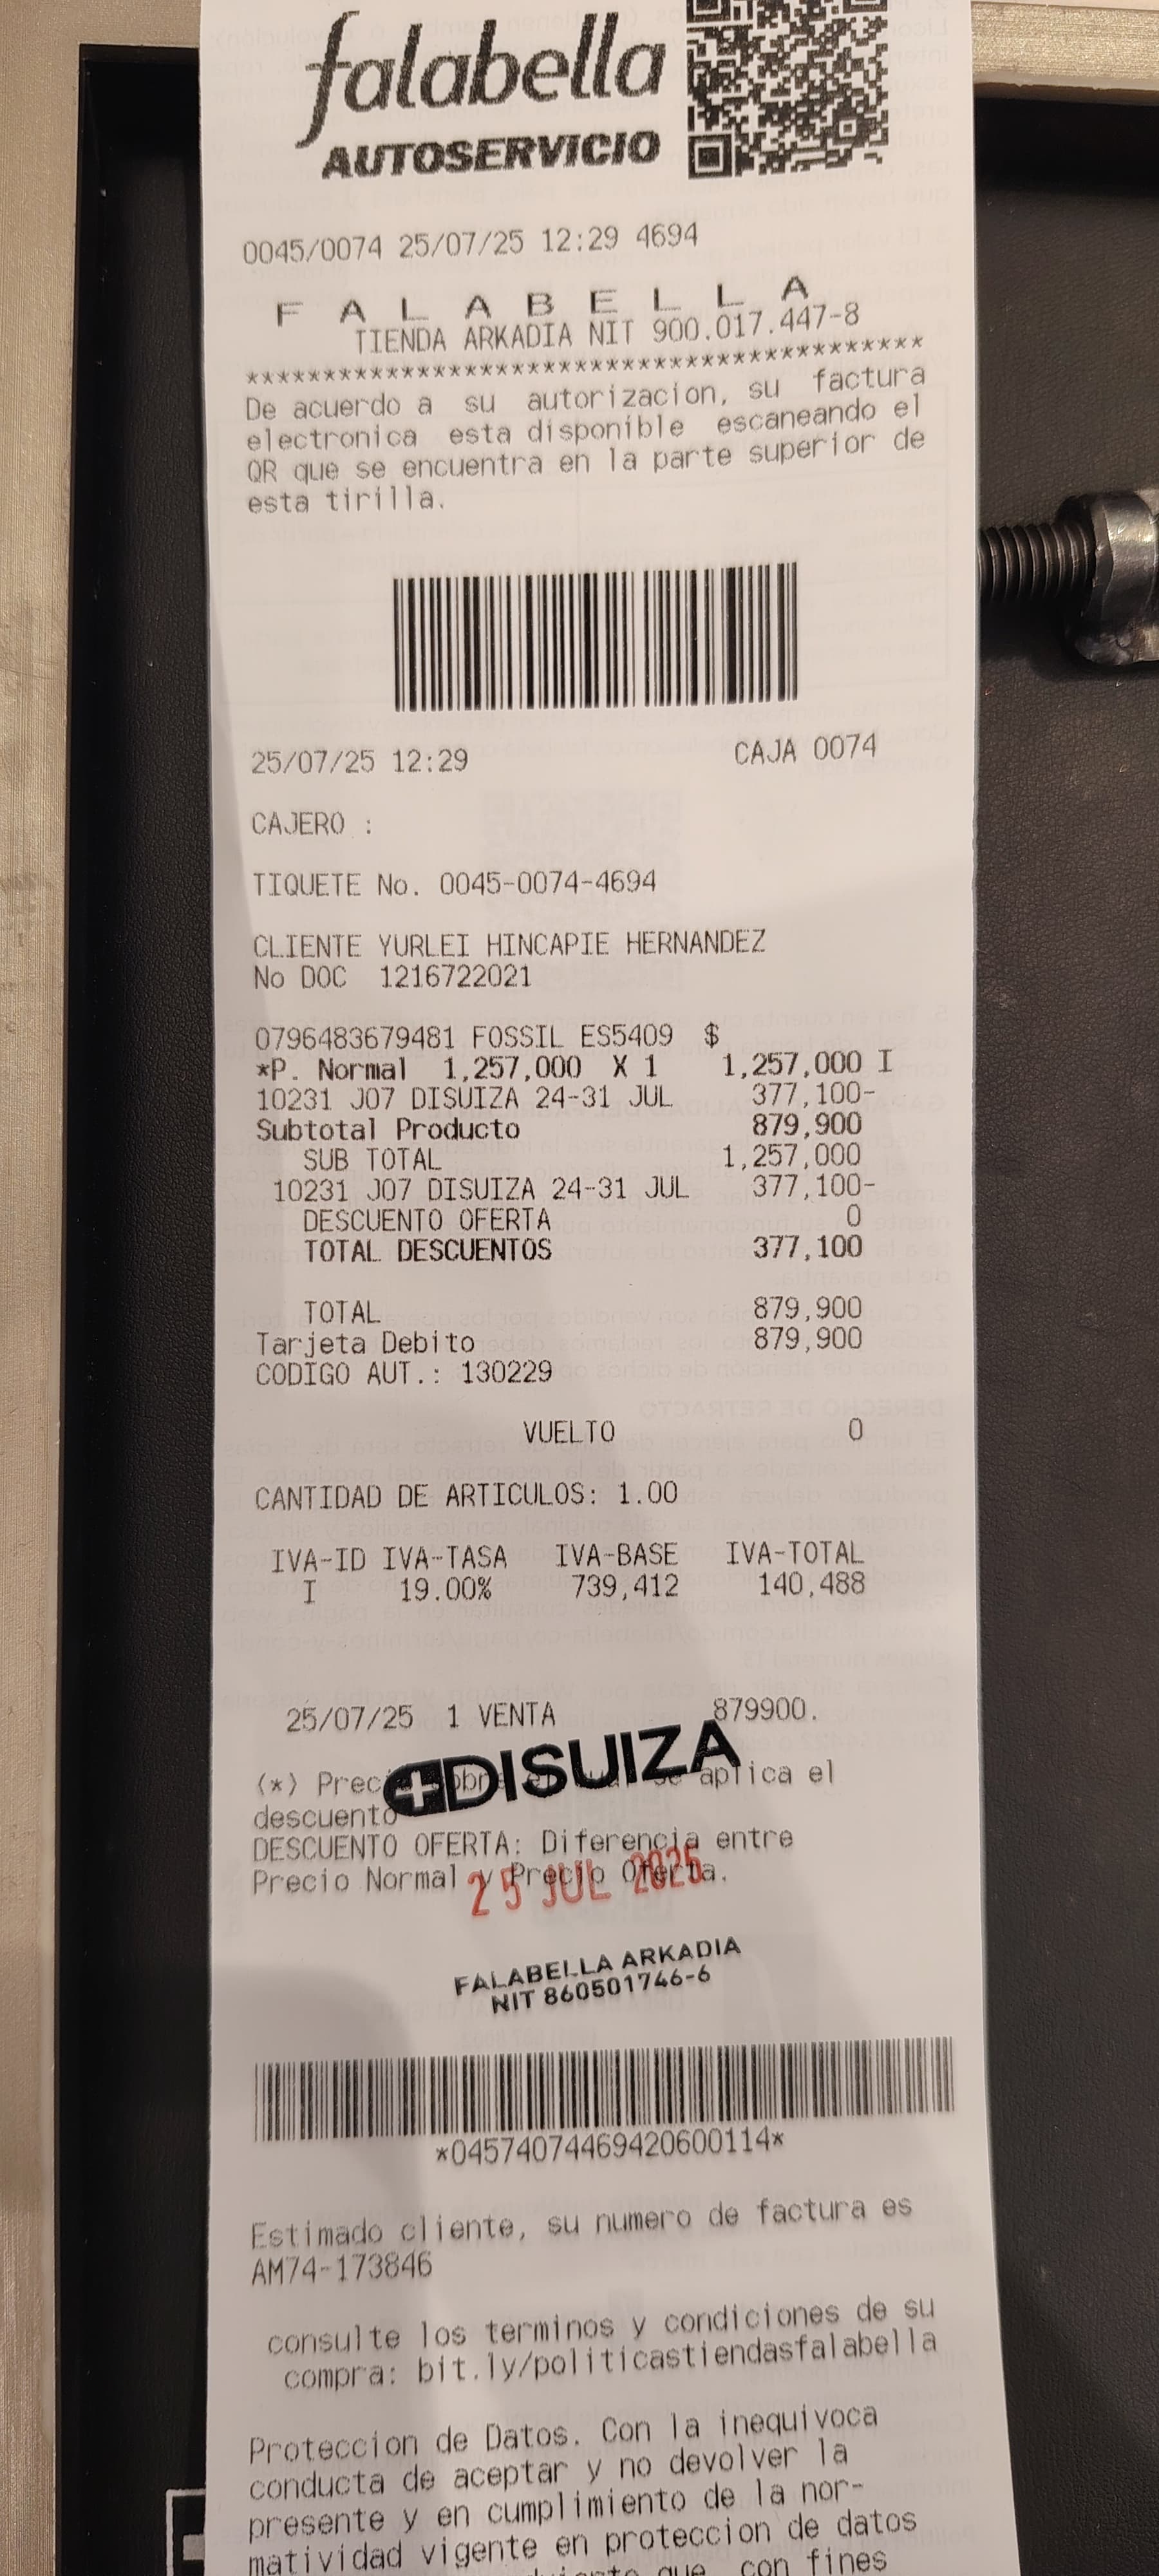 falabella
AUTOSERVICIO
0045/0074 25/07/25 12:29 4694
F A L A B E L L A
TIENDA ARKADIA NIT 900.017.447-8
********************************************
De acuerdo a su autorizacion, su factura
electronica esta disponible escaneando el
QR que se encuentra en la parte superior de
esta tirilla.
25/07/25 12:29 CAJA 0074
CAJERO :
TIQUETE No. 0045-0074-4694
CLIENTE YURLEI HINCAPIE HERNANDEZ
No DOC 1216722021
0796483679481 FOSSIL ES5409 $
*P. Normal 1,257,000 X 1 1,257,000 I
10231 J07 DISUIZA 24-31 JUL 377,100-
Subtotal Producto 879,900
SUB TOTAL 1,257,000
10231 J07 DISUIZA 24-31 JUL 377,100-
DESCUENTO OFERTA 0
TOTAL DESCUENTOS 377,100
TOTAL 879,900
Tarjeta Debito 879,900
CODIGO AUT.: 130229
VUELTO 0
CANTIDAD DE ARTICULOS: 1.00
IVA-ID IVA-TASA IVA-BASE IVA-TOTAL
I 19.00% 739,412 140,488
25/07/25 1 VENTA 879900.
DISUIZA
(*) Precio sobre el se aplica el
descuento
DESCUENTO OFERTA: Diferencia entre
Precio Normal y Precio Oferta.
25 JUL 2025
FALABELLA ARKADIA
NIT 860501746-6
*04574074469420600114*
Estimado cliente, su numero de factura es
AM74-173846
consulte los terminos y condiciones de su
compra: bit.ly/politicastiendasfalabella
Proteccion de Datos. Con la inequivoca
conducta de aceptar y no devolver la
presente y en cumplimiento de la nor-
matividad vigente en proteccion de datos
que, con fines